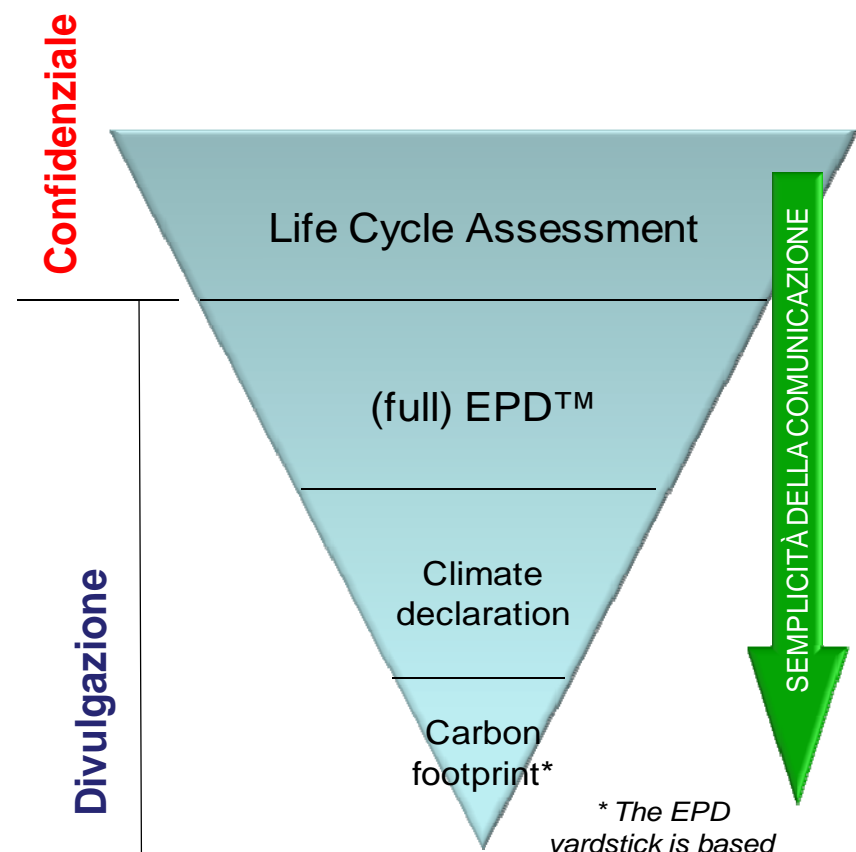 Confidenziale
Life Cycle Assessment
(full) EPD™
Climate
declaration
Carbon
footprint*
Divulgazione
SEMPLICITÀ DELLA COMUNICAZIONE
* The EPD
yardstick is based